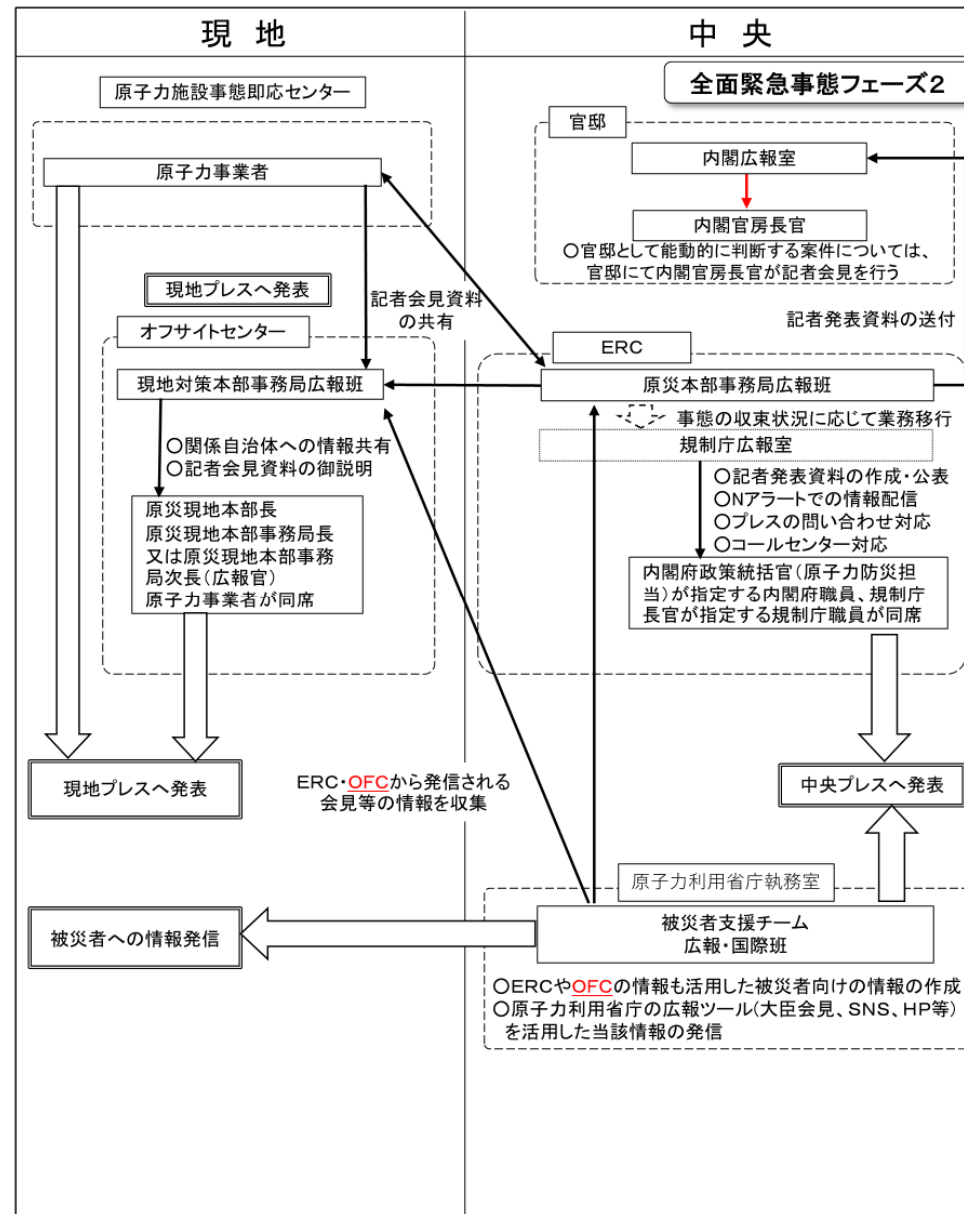 現 地
中 央
全面緊急事態フェーズ2
原子力施設事態即応センター
原子力事業者
官邸
内閣広報室
内閣官房長官
○官邸として能動的に判断する案件については、
官邸にて内閣官房長官が記者会見を行う
現地プレスへ発表
記者会見資料
の共有
記者発表資料の送付
オフサイトセンター
現地対策本部事務局広報班
ERC
原災本部事務局広報班
事態の収束状況に応じて業務移行
規制庁広報室
○関係自治体への情報共有
○記者会見資料の御説明
○記者発表資料の作成・公表
○Nアラートでの情報配信
○プレスの問い合わせ対応
○コールセンター対応
原災現地本部長
原災現地本部事務局長
又は原災現地本部事務
局次長(広報官)
原子力事業者が同席
内閣府政策統括官(原子力防災担
当)が指定する内閣府職員、規制庁
長官が指定する規制庁職員が同席
現地プレスへ発表
ERC・OFCから発信される
会見等の情報を収集
中央プレスへ発表
原子力利用省庁執務室
被災者への情報発信
被災者支援チーム
広報・国際班
○ERCやOFCの情報も活用した被災者向けの情報の作成
○原子力利用省庁の広報ツール(大臣会見、SNS、HP等)
を活用した当該情報の発信